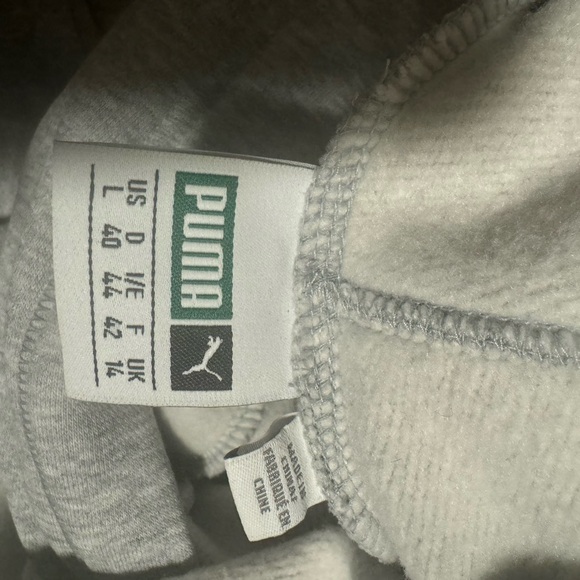 PUMA
US D I/E F UK
L 40 44 42 14
MADE IN
CHINA/
FABRIQUÉ EN
CHINE